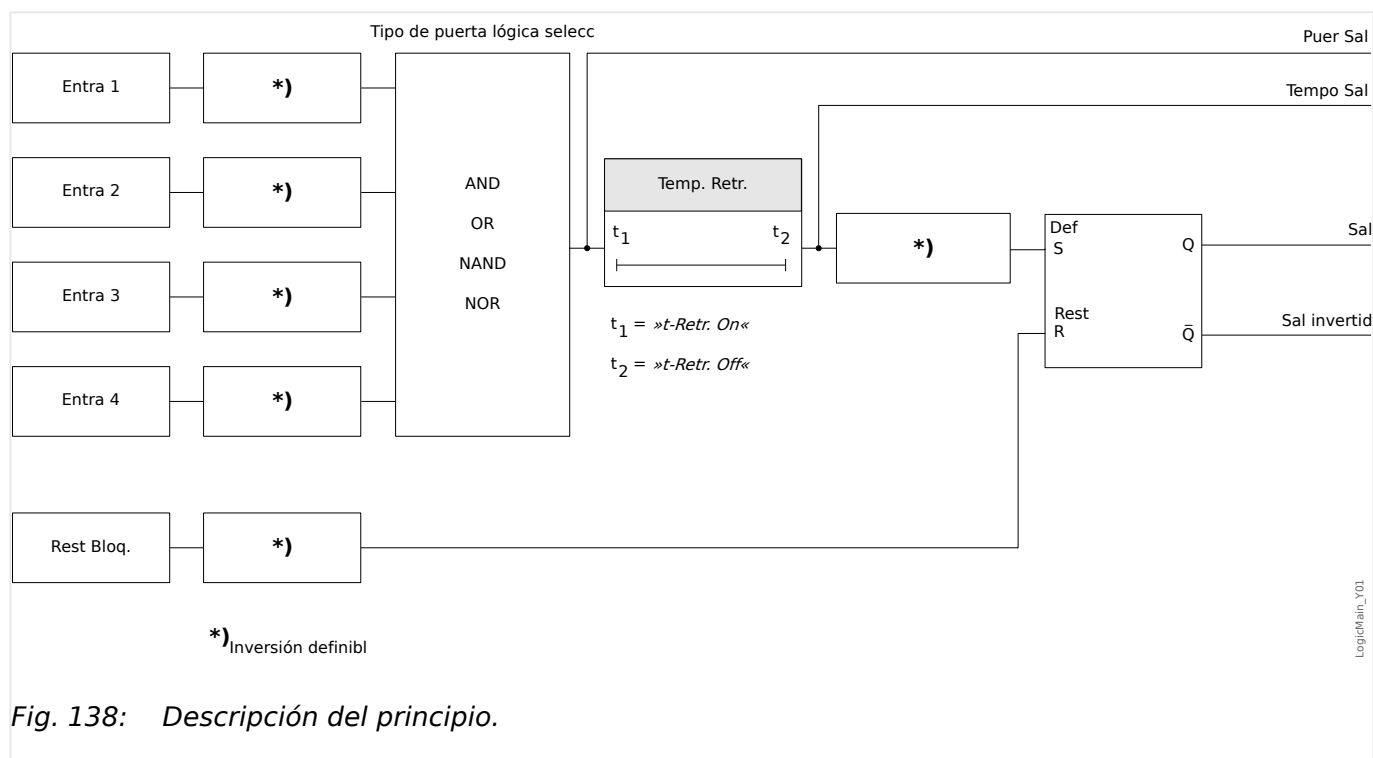 Tipo de puerta lógica selecc
Puer Sal
Entra 1
*)
Tempo Sal
Entra 2
*)
AND
OR
NAND
NOR
Temp. Retr.
t1
t2
*)
Def
S
Q
Sal
Entra 3
*)
t1 = »t-Retr. On«
t2 = »t-Retr. Off«
Rest
R
Q̅
Sal invertid
Entra 4
*)
Rest Bloq.
*)
*) Inversión definibl
LogicMain_Y01
Fig. 138: Descripción del principio.